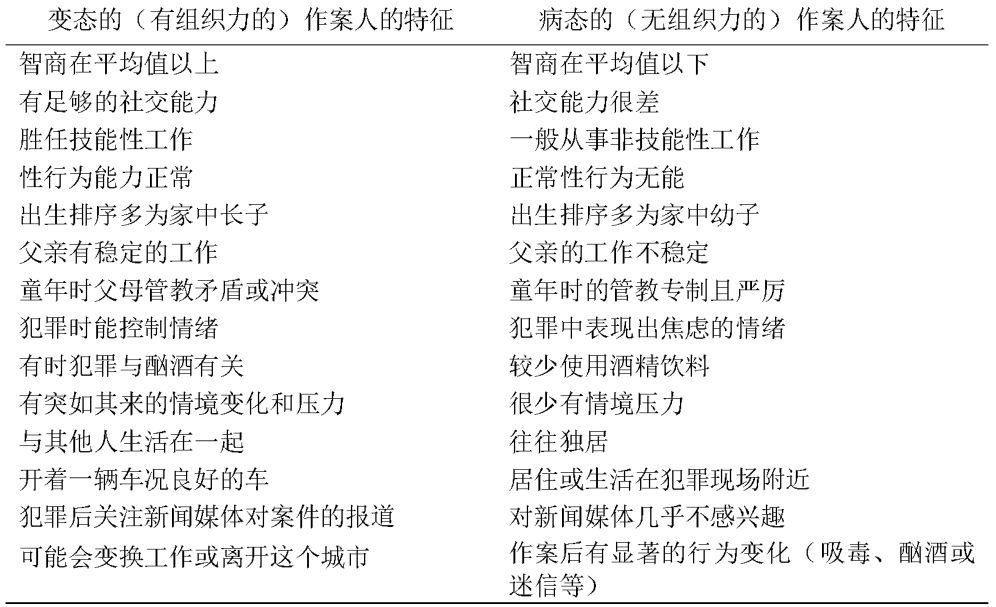 变态的（有组织力的）作案人的特征 病态的（无组织力的）作案人的特征
智商在平均值以上 智商在平均值以下
有足够的社交能力 社交能力很差
胜任技能性工作 一般从事非技能性工作
性行为能力正常 正常性行为无能
出生排序多为家中长子 出生排序多为家中幼子
父亲有稳定的工作 父亲的工作不稳定
童年时父母管教矛盾或冲突 童年时的管教专制且严厉
犯罪时能控制情绪 犯罪中表现出焦虑的情绪
有时犯罪与酗酒有关 较少使用酒精饮料
有突如其来的情境变化和压力 很少有情境压力
与其他人生活在一起 往往独居
开着一辆车况良好的车 居住或生活在犯罪现场附近
犯罪后关注新闻媒体对案件的报道 对新闻媒体几乎不感兴趣
可能会变换工作或离开这个城市 作案后有显著的行为变化（吸毒、酗酒或
迷信等）